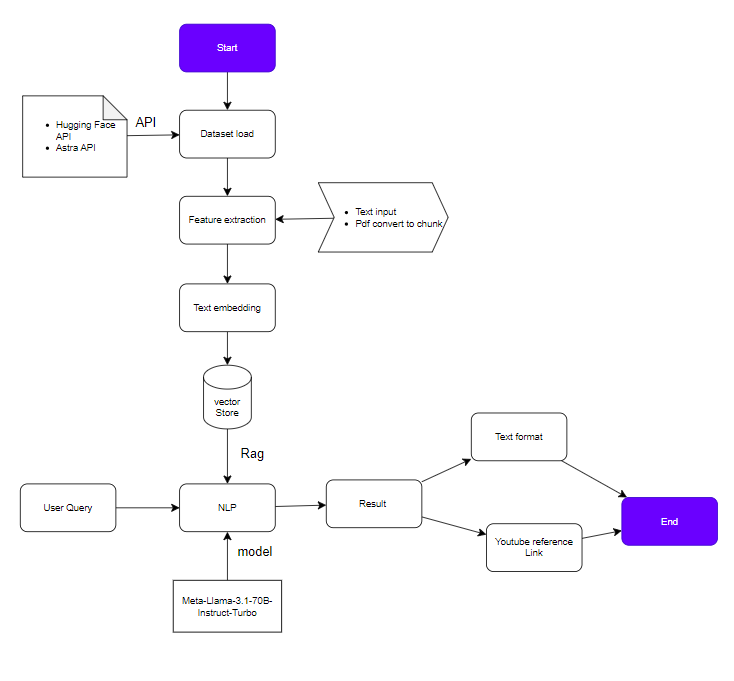 Start
• Hugging Face
API
• Astra API
API
Dataset load
Feature extraction
• Text input
• Pdf convert to chunk
Text embedding
vector
Store
Rag
User Query
NLP
Result
Text format
Youtube reference
Link
End
model
Meta-Llama-3.1-70B-
Instruct-Turbo